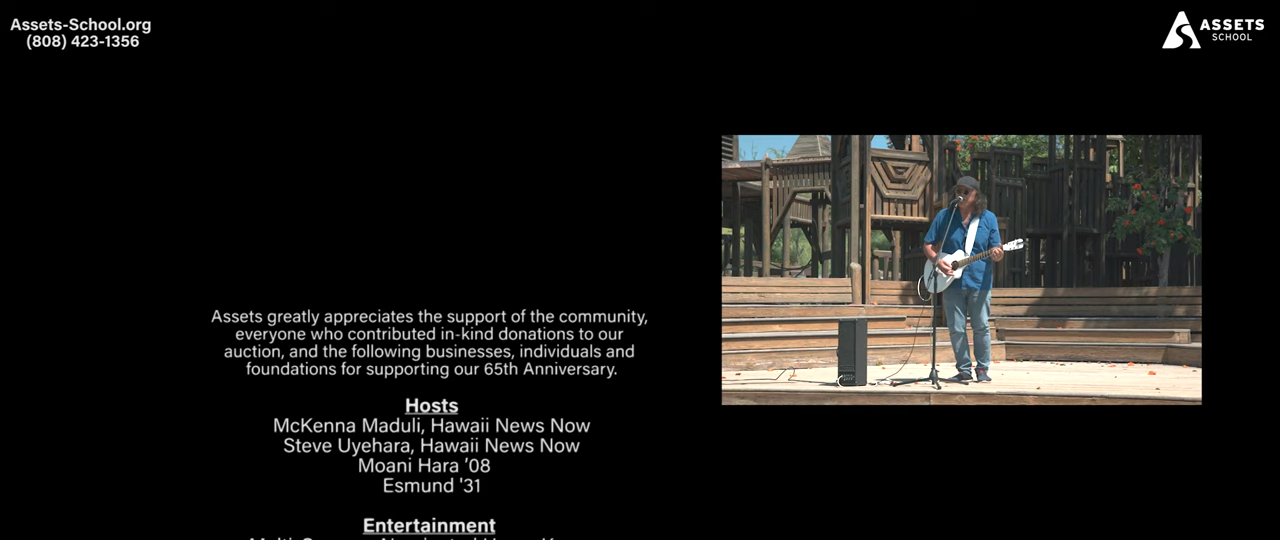 Assets-School.org
(808) 423-1356
ASSETS
SCHOOL
Assets greatly appreciates the support of the community,
everyone who contributed in-kind donations to our
auction, and the following businesses, individuals and
foundations for supporting our 65th Anniversary.
Hosts
McKenna Maduli, Hawaii News Now
Steve Uyehara, Hawaii News Now
Moani Hara '08
Esmund '31
Entertainment